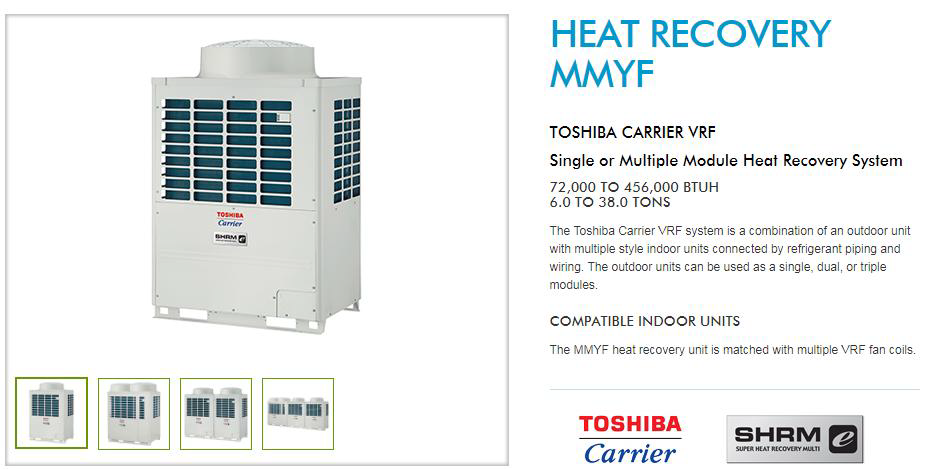 HEAT RECOVERY
MMYF
TOSHIBA CARRIER VRF
Single or Multiple Module Heat Recovery System
72,000 TO 456,000 BTUH
6.0 TO 38.0 TONS
The Toshiba Carrier VRF system is a combination of an outdoor unit
with multiple style indoor units connected by refrigerant piping and
wiring. The outdoor units can be used as a single, dual, or triple
modules.
COMPATIBLE INDOOR UNITS
The MMYF heat recovery unit is matched with multiple VRF fan coils.
TOSHIBA
Carrier
SHRM e
SUPER HEAT RECOVERY MULTI
TOSHIBA
Carrier
SHRM e